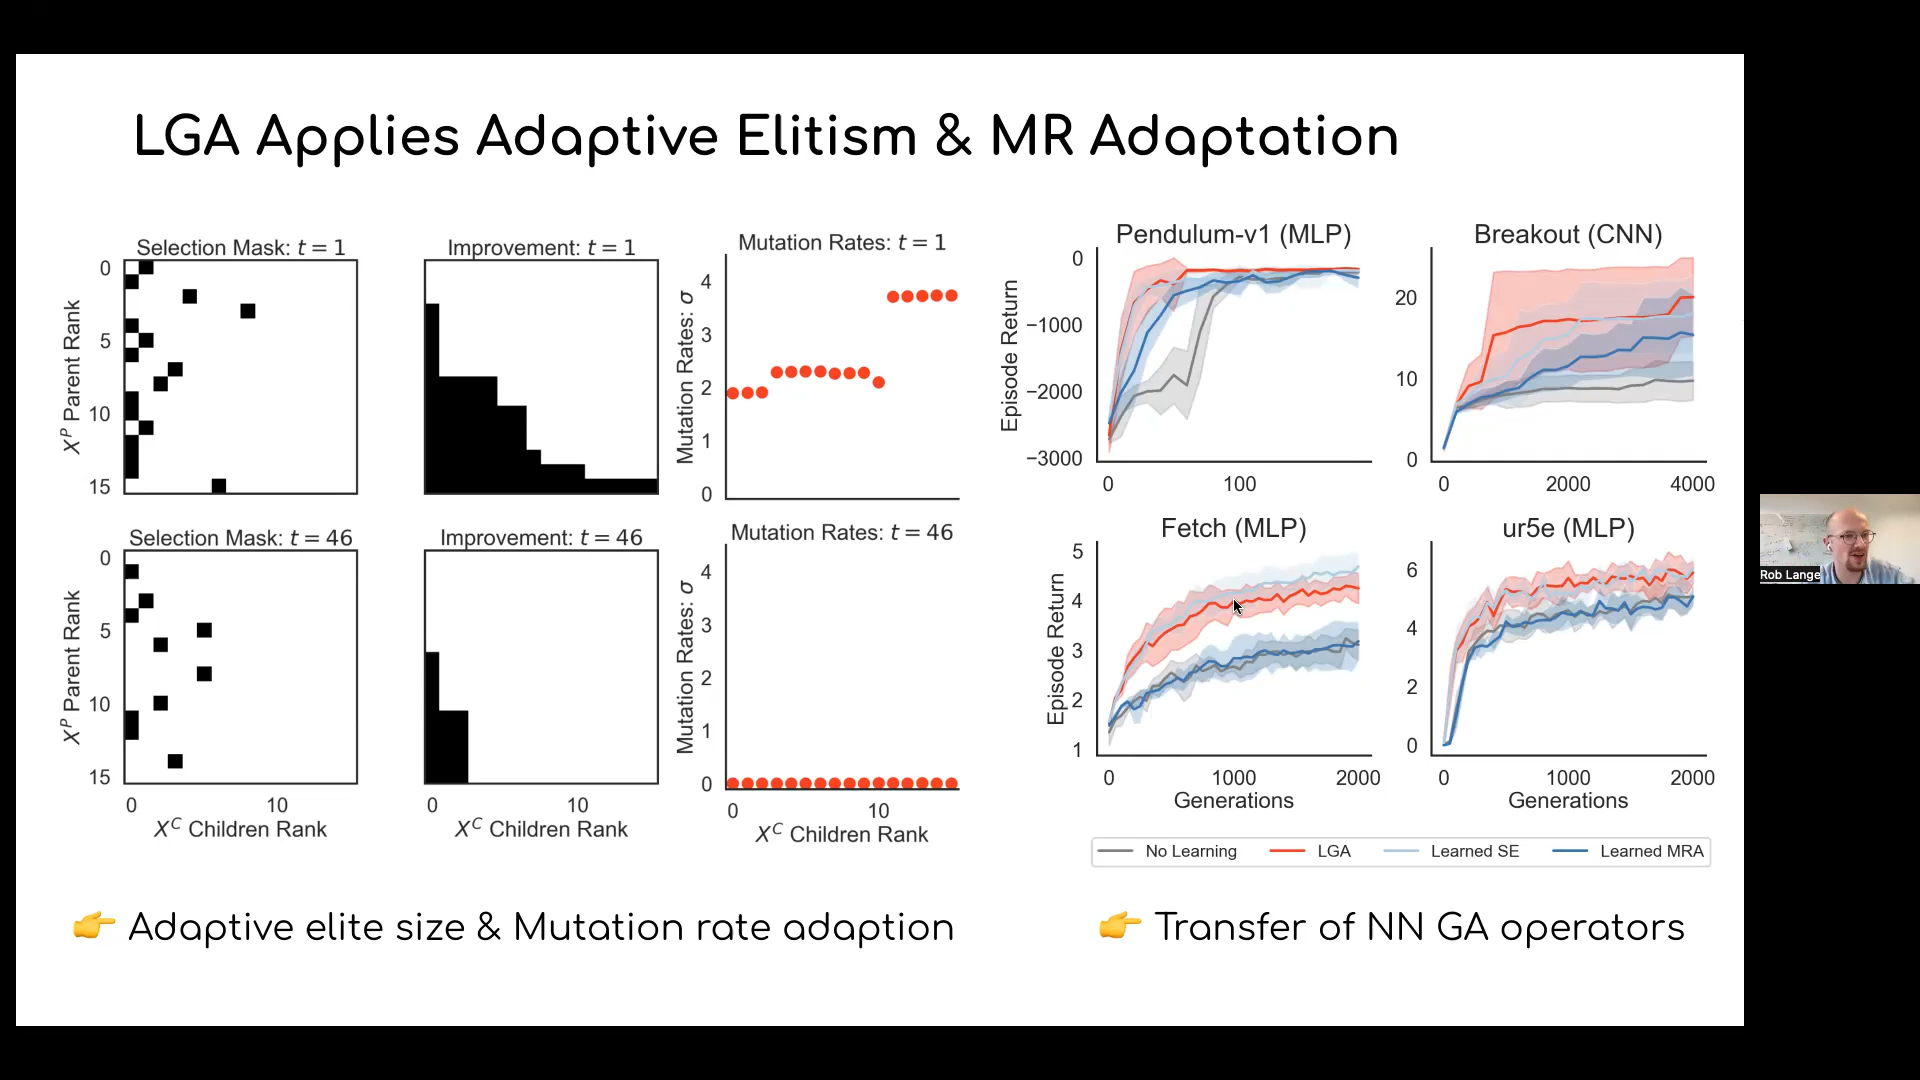 LGA Applies Adaptive Elitism & MR Adaptation
Selection Mask: t = 1
0
5
10
15
X^P Parent Rank
Improvement: t = 1
Mutation Rates: t = 1
4
3
2
1
0
Mutation Rates: σ
Selection Mask: t = 46
0
5
10
15
X^P Parent Rank
0 10
X^C Children Rank
Improvement: t = 46
0 10
X^C Children Rank
Mutation Rates: t = 46
4
3
2
1
0
Mutation Rates: σ
0 10
X^C Children Rank
Pendulum-v1 (MLP)
0
−1000
−2000
−3000
Episode Return
0 100
Breakout (CNN)
20
10
0
0 2000 4000
Fetch (MLP)
5
4
3
2
1
Episode Return
0 1000 2000
Generations
ur5e (MLP)
6
4
2
0
0 1000 2000
Generations
No Learning LGA Learned SE Learned MRA
👉 Adaptive elite size & Mutation rate adaption
👉 Transfer of NN GA operators
Rob Lange